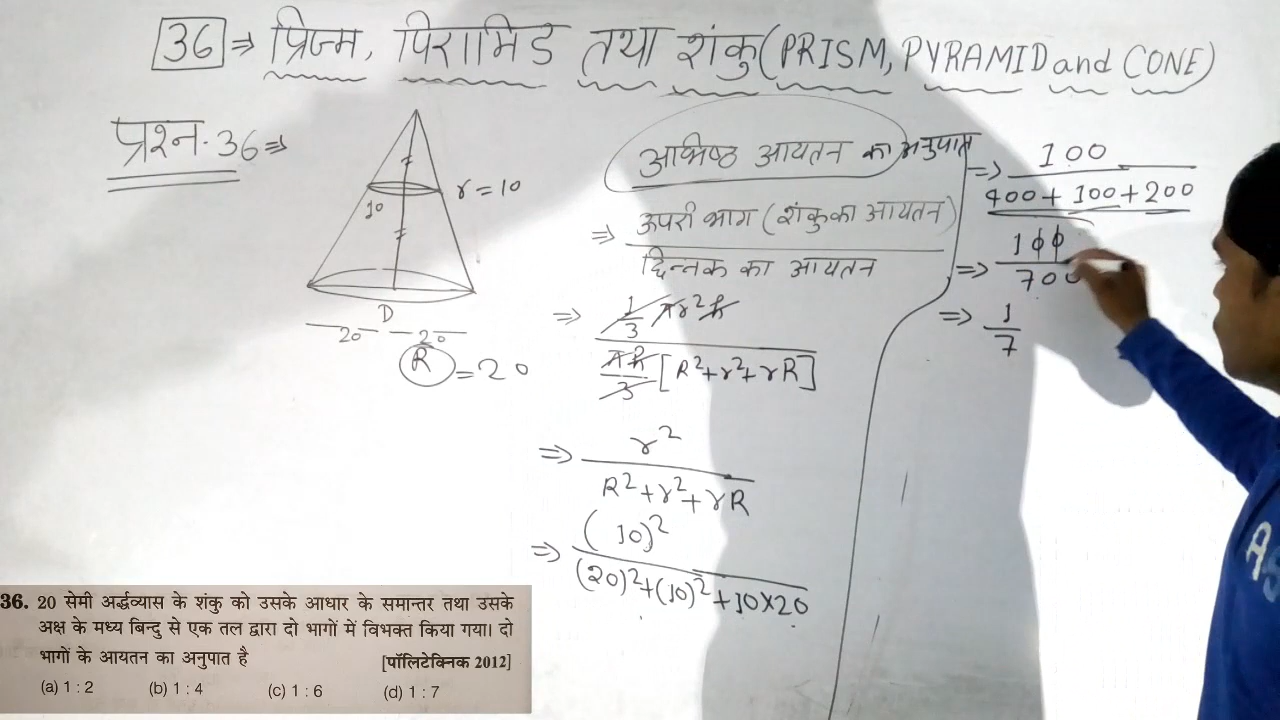 36 ⇒ प्रिज्म, पिरामिड तथा शंकु (PRISM, PYRAMID and CONE)
प्रश्न. 36 ⇒
r = 10
10
D
20 20
R = 20
आभिष्ठ आयतन का अनुपात
⇒ ऊपरी भाग (शंकु का आयतन)
द्दिन्नक का आयतन
⇒ 1/3 πr²h
πh/3 [R²+r²+rR]
⇒ r²
R²+r²+rR
⇒ (10)²
(20)²+(10)²+10×20
⇒ 100
400+100+200
⇒ 100
700
⇒ 1
7
36. 20 सेमी अर्द्धव्यास के शंकु को उसके आधार के समान्तर तथा उसके
अक्ष के मध्य बिन्दु से एक तल द्वारा दो भागों में विभक्त किया गया। दो
भागों के आयतन का अनुपात है [पॉलिटेक्निक 2012]
(a) 1 : 2 (b) 1 : 4 (c) 1 : 6 (d) 1 : 7